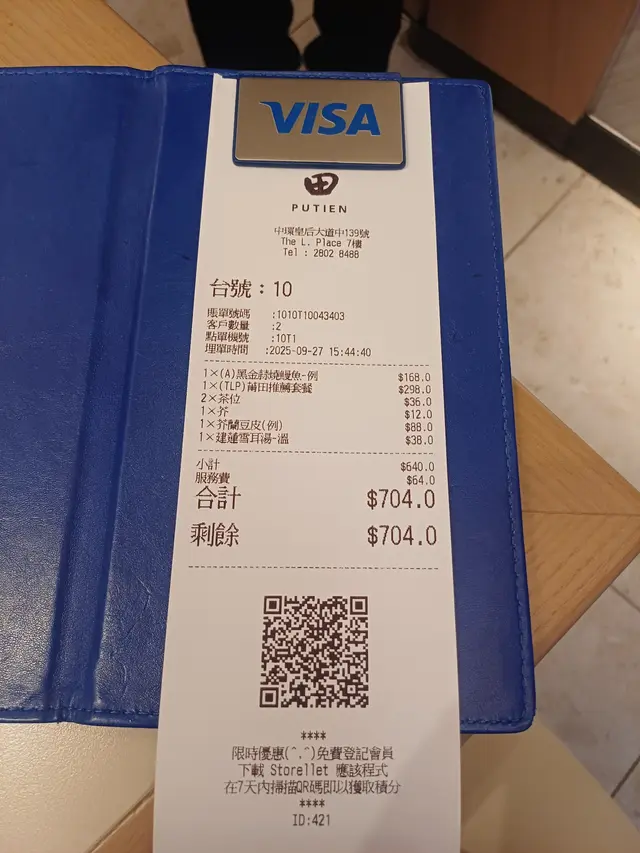 VISA
田
PUTIEN
中環皇后大道中139號
The L. Place 7樓
Tel : 2802 8488
台號：10
賬單號碼 :1010T10043403
客戶數量 :2
點單機號 :10T1
埋單時間 :2025-09-27 15:44:40
1×(A)黑金蒜燒鰻魚-例 $168.0
1×(TLP)莆田推薦套餐 $298.0
2×茶位 $36.0
1×芥 $12.0
1×芥蘭豆皮(例) $88.0
1×建蓮雪耳湯-溫 $38.0
小計 $640.0
服務費 $64.0
合計 $704.0
剩餘 $704.0
****
限時優惠(^.^)免費登記會員
下載 Storellet 應該程式
在7天內掃描QR碼即以獲取積分
****
ID:421